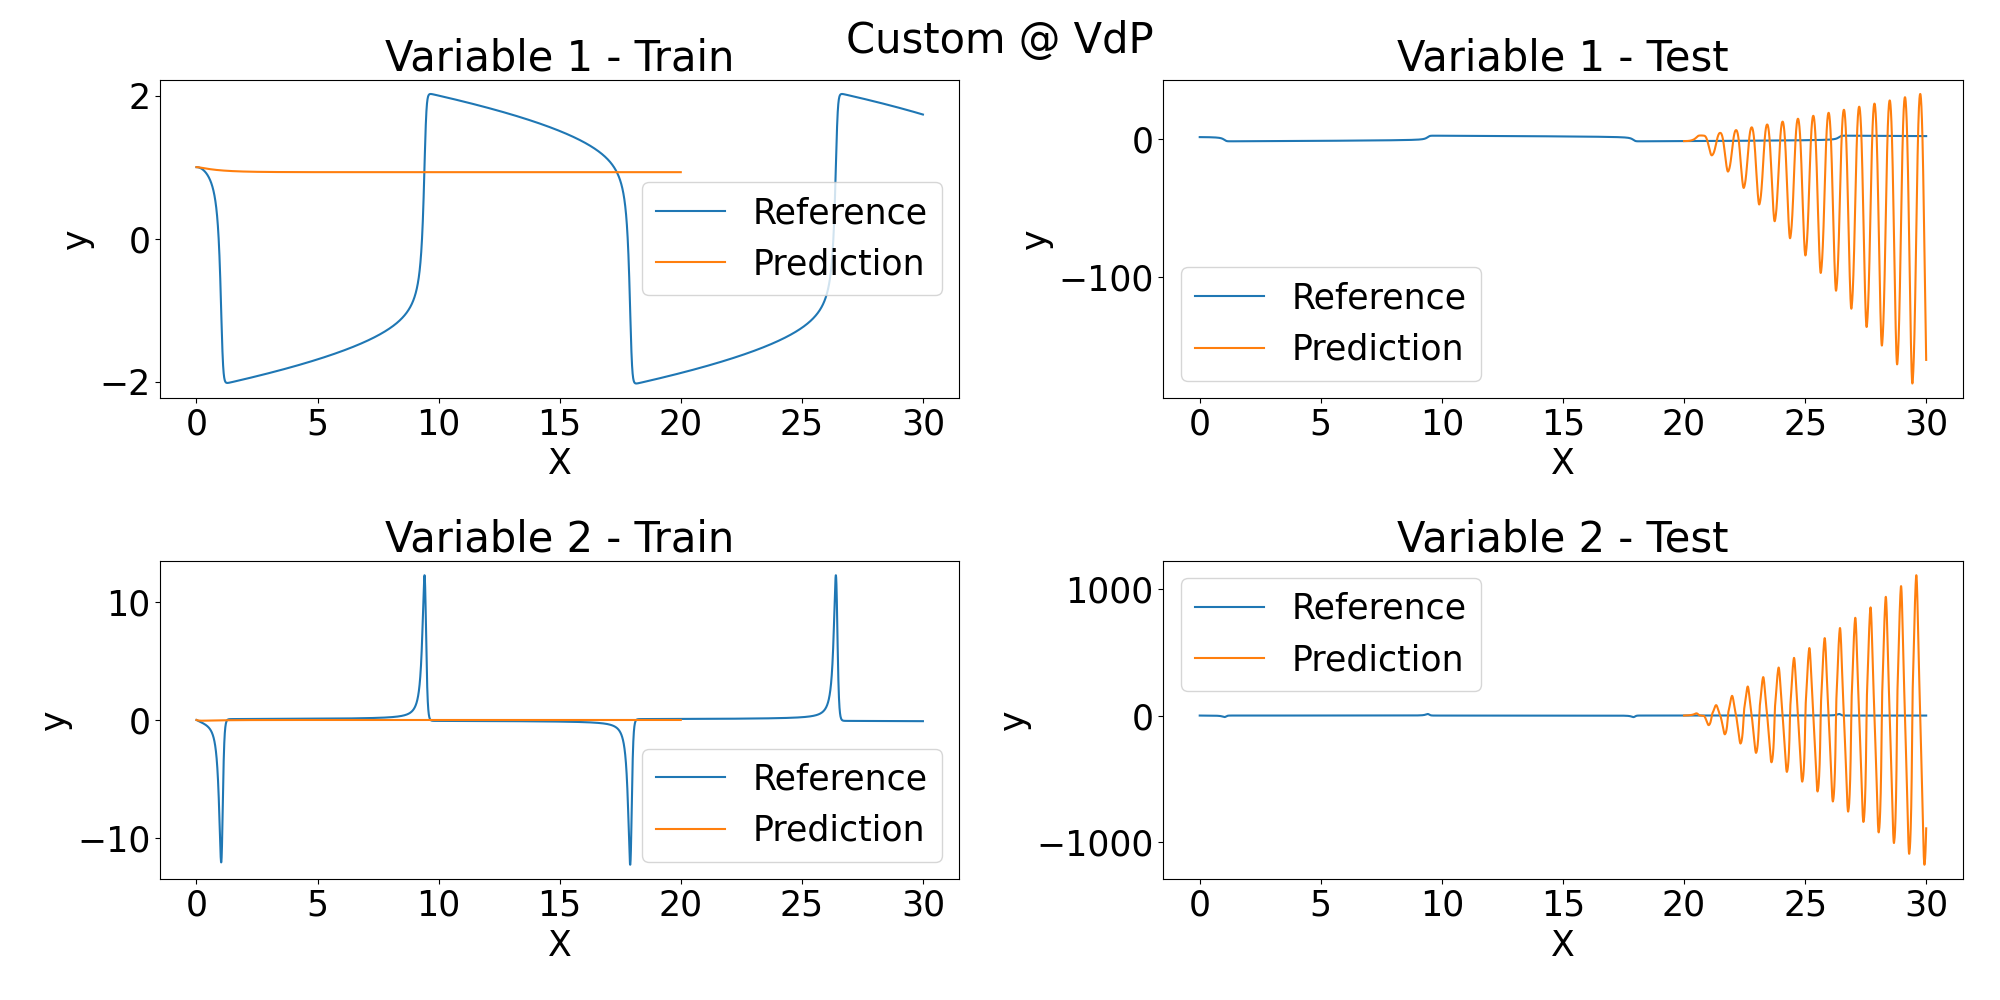 Custom @ VdP
Variable 1 - Train
2
0
−2
y
0 5 10 15 20 25 30
X
Reference
Prediction
Variable 1 - Test
0
−100
y
0 5 10 15 20 25 30
X
Reference
Prediction
Variable 2 - Train
10
0
−10
y
0 5 10 15 20 25 30
X
Reference
Prediction
Variable 2 - Test
1000
0
−1000
y
0 5 10 15 20 25 30
X
Reference
Prediction